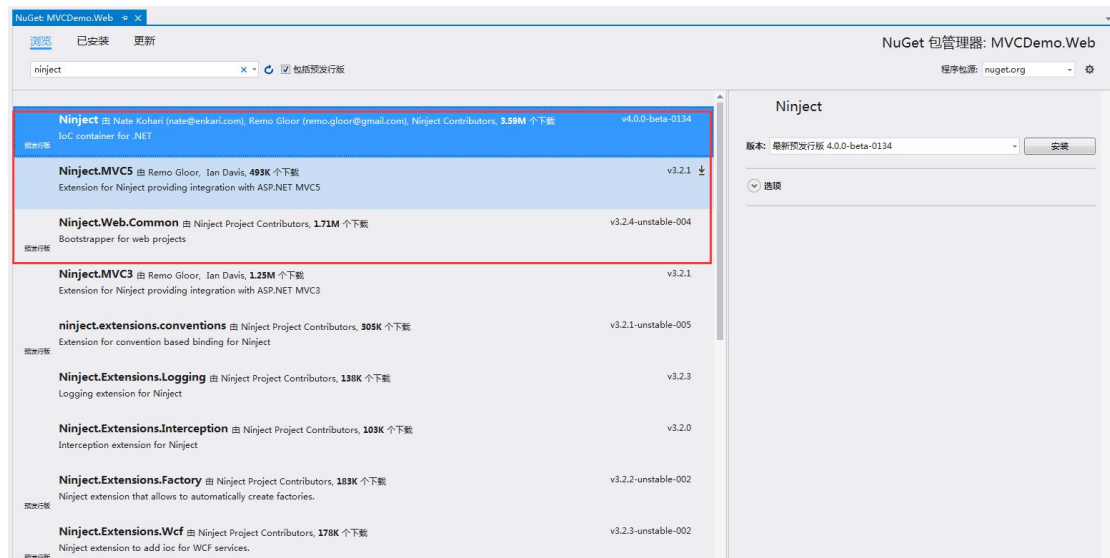 NuGet: MVCDemo.Web
浏览 已安装 更新
NuGet 包管理器: MVCDemo.Web
ninject
包括预发行版
程序包源: nuget.org
Ninject 由 Nate Kohari (nate@enkari.com), Remo Gloor (remo.gloor@gmail.com), Ninject Contributors, 3.59M 个下载 v4.0.0-beta-0134
IoC container for .NET
预发行版
Ninject.MVC5 由 Remo Gloor, Ian Davis, 493K 个下载 v3.2.1
Extension for Ninject providing integration with ASP.NET MVC5
Ninject.Web.Common 由 Ninject Project Contributors, 1.71M 个下载 v3.2.4-unstable-004
Bootstrapper for web projects
预发行版
Ninject.MVC3 由 Remo Gloor, Ian Davis, 1.25M 个下载 v3.2.1
Extension for Ninject providing integration with ASP.NET MVC3
ninject.extensions.conventions 由 Ninject Project Contributors, 305K 个下载 v3.2.1-unstable-005
Extension for convention based binding for Ninject
预发行版
Ninject.Extensions.Logging 由 Ninject Project Contributors, 138K 个下载 v3.2.3
Logging extension for Ninject
Ninject.Extensions.Interception 由 Ninject Project Contributors, 103K 个下载 v3.2.0
Interception extension for Ninject
Ninject.Extensions.Factory 由 Ninject Project Contributors, 183K 个下载 v3.2.2-unstable-002
Ninject extension that allows to automatically create factories.
预发行版
Ninject.Extensions.Wcf 由 Ninject Project Contributors, 178K 个下载 v3.2.3-unstable-002
Ninject extension to add ioc for WCF services.
预发行版
Ninject
版本: 最新预发行版 4.0.0-beta-0134 安装
选项